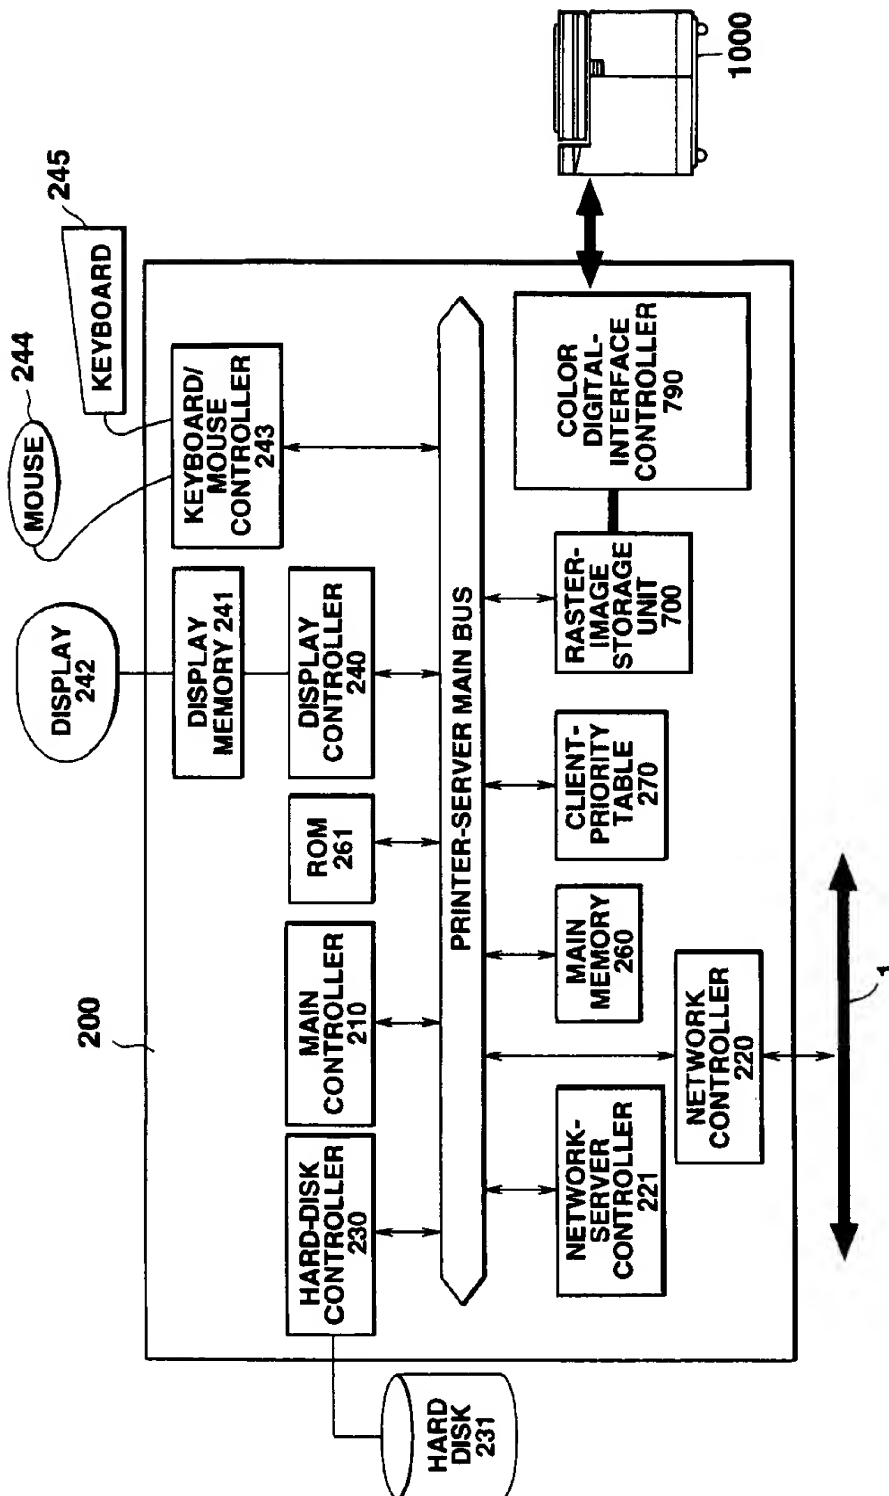 200
HARD
DISK
231
HARD-DISK
CONTROLLER
230
MAIN
CONTROLLER
210
ROM
261
DISPLAY
242
DISPLAY
MEMORY 241
DISPLAY
CONTROLLER
240
MOUSE
244
KEYBOARD
245
KEYBOARD/
MOUSE
CONTROLLER
243
PRINTER-SERVER MAIN BUS
NETWORK-
SERVER
CONTROLLER
221
NETWORK
CONTROLLER
220
MAIN
MEMORY
260
CLIENT-
PRIORITY
TABLE
270
RASTER-
IMAGE
STORAGE
UNIT
700
COLOR
DIGITAL-
INTERFACE
CONTROLLER
790
1000
1